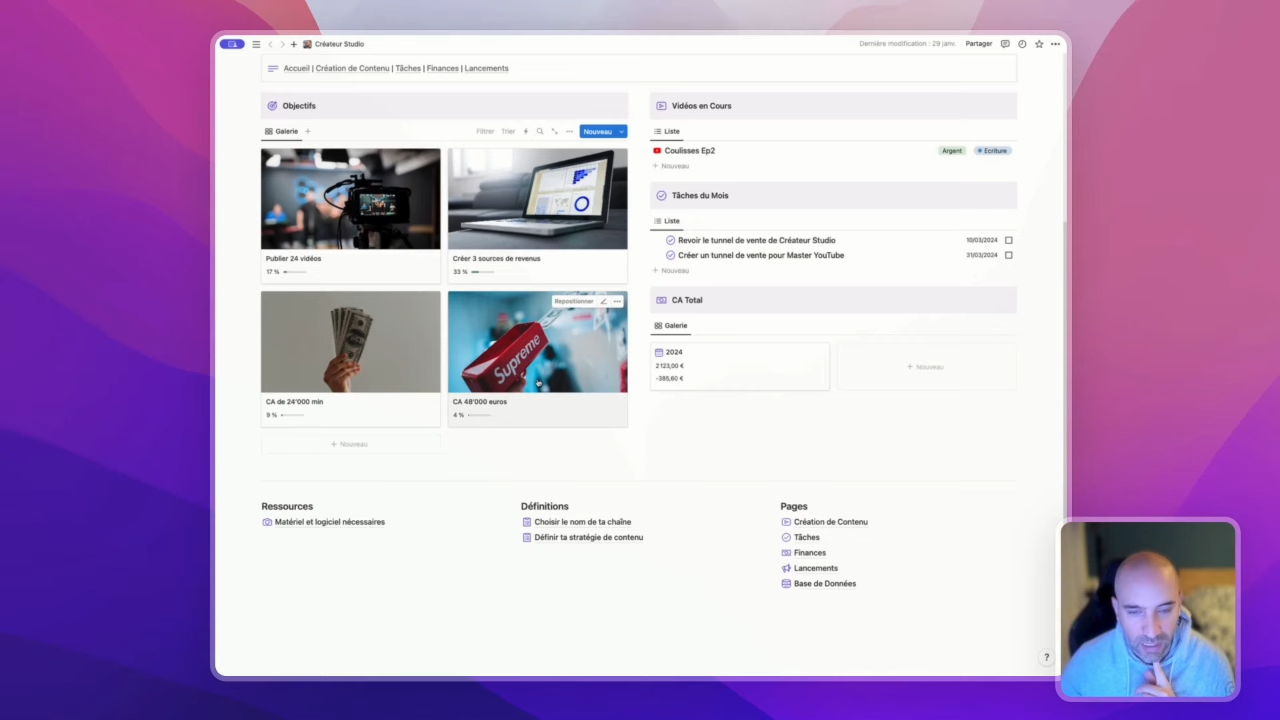 Créateur Studio
Dernière modification : 29 janv.
Partager
Accueil | Création de Contenu | Tâches | Finances | Lancements
Objectifs
Galerie
Filtrer
Trier
Nouveau
Publier 24 vidéos
17 %
Créer 3 sources de revenus
33 %
Repositionner
Supreme
CA de 24'000 min
9 %
CA 48'000 euros
4 %
+ Nouveau
Vidéos en Cours
Liste
Coulisses Ep2
Argent
Ecriture
+ Nouveau
Tâches du Mois
Liste
Revoir le tunnel de vente de Créateur Studio
10/03/2024
Créer un tunnel de vente pour Master YouTube
31/03/2024
+ Nouveau
CA Total
Galerie
2024
2 123,00 €
-385,60 €
+ Nouveau
Ressources
Matériel et logiciel nécessaires
Définitions
Choisir le nom de ta chaîne
Définir ta stratégie de contenu
Pages
Création de Contenu
Tâches
Finances
Lancements
Base de Données
?